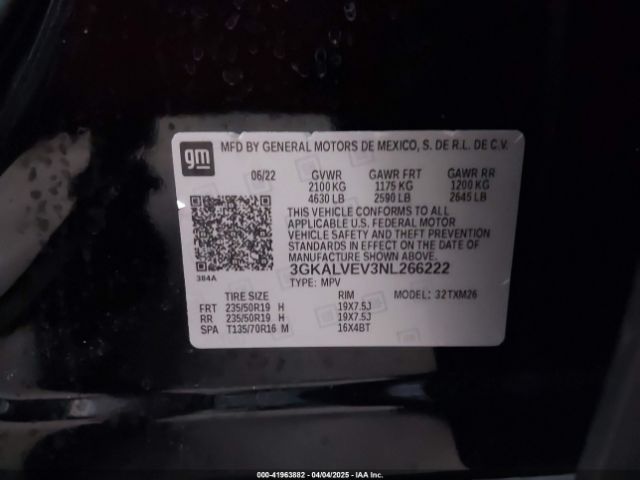 gm
MFD BY GENERAL MOTORS DE MEXICO, S. DE R.L. DE C.V.
06/22 GVWR GAWR FRT GAWR RR
2100 KG 1175 KG 1200 KG
4630 LB 2590 LB 2645 LB
THIS VEHICLE CONFORMS TO ALL
APPLICABLE U.S. FEDERAL MOTOR
VEHICLE SAFETY AND THEFT PREVENTION
STANDARDS IN EFFECT ON THE DATE OF
MANUFACTURE SHOWN ABOVE.
3GKALVEV3NL266222
384A
TYPE: MPV
TIRE SIZE RIM MODEL: 32TXM26
FRT 235/50R19 H 19X7.5J
RR 235/50R19 H 19X7.5J
SPA T135/70R16 M 16X4BT
000-41963882 - 04/04/2025 - IAAI.com